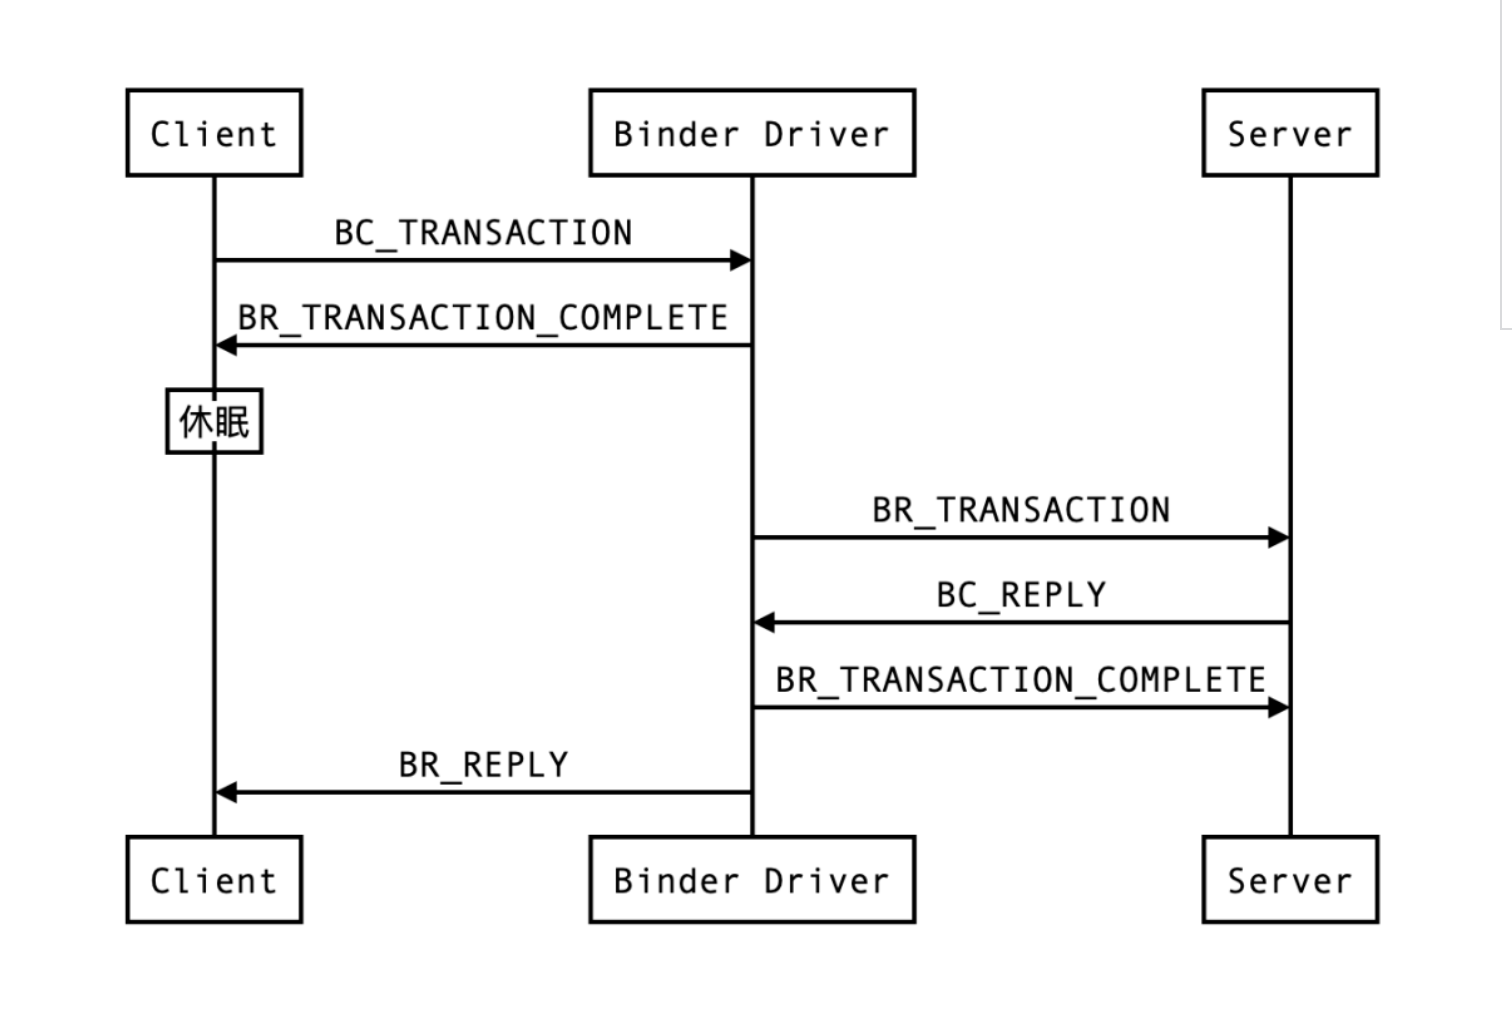 Client
Binder Driver
Server
BC_TRANSACTION
BR_TRANSACTION_COMPLETE
休眠
BR_TRANSACTION
BC_REPLY
BR_TRANSACTION_COMPLETE
BR_REPLY
Client
Binder Driver
Server